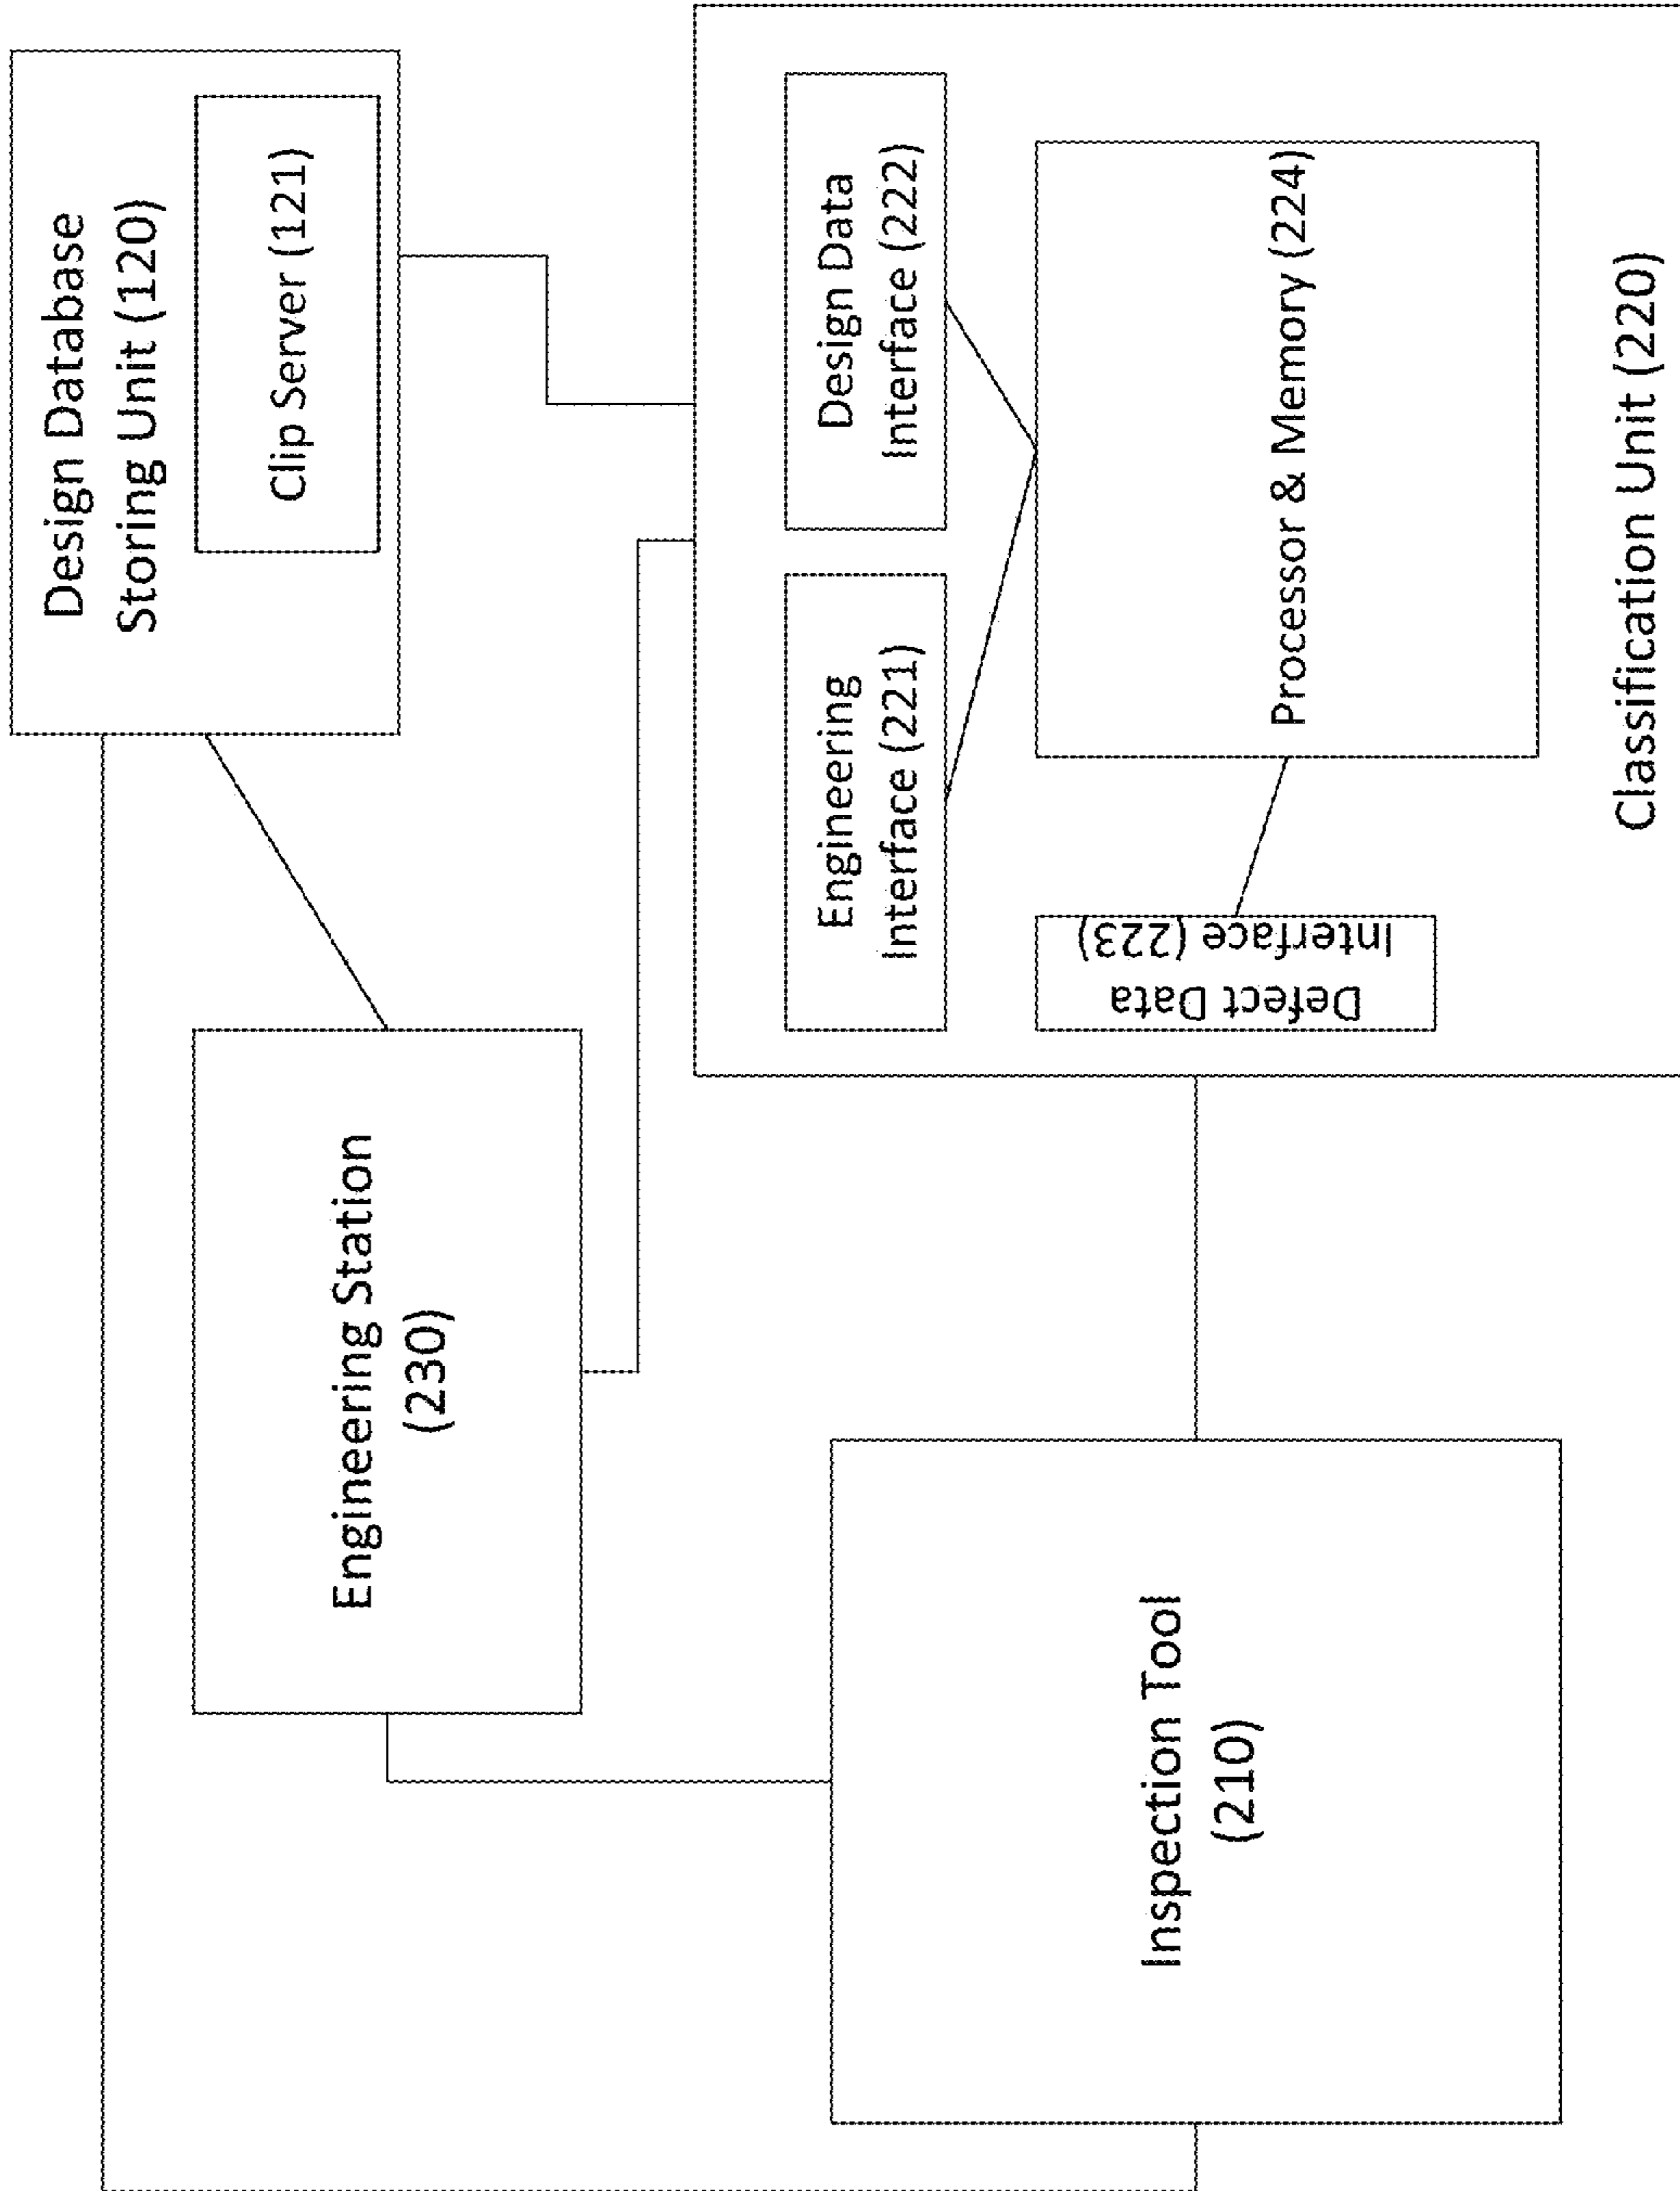 Design Database
Storing Unit (120)
Clip Server (121)
Engineering Station
(230)
Engineering
Interface (221)
Design Data
Interface (222)
Defect Data
Interface (223)
Processor & Memory (224)
Inspection Tool
(210)
Classification Unit (220)